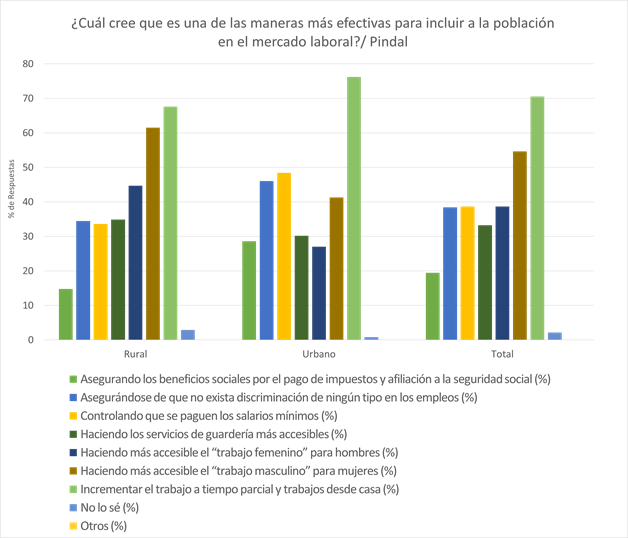 ¿Cuál cree que es una de las maneras más efectivas para incluir a la población
en el mercado laboral?/ Pindal
80
70
60
50
40
30
20
10
0
% de Respuestas
Rural Urbano Total
Asegurando los beneficios sociales por el pago de impuestos y afiliación a la seguridad social (%)
Asegurándose de que no exista discriminación de ningún tipo en los empleos (%)
Controlando que se paguen los salarios mínimos (%)
Haciendo los servicios de guardería más accesibles (%)
Haciendo más accesible el “trabajo femenino” para hombres (%)
Haciendo más accesible el “trabajo masculino” para mujeres (%)
Incrementar el trabajo a tiempo parcial y trabajos desde casa (%)
No lo sé (%)
Otros (%)